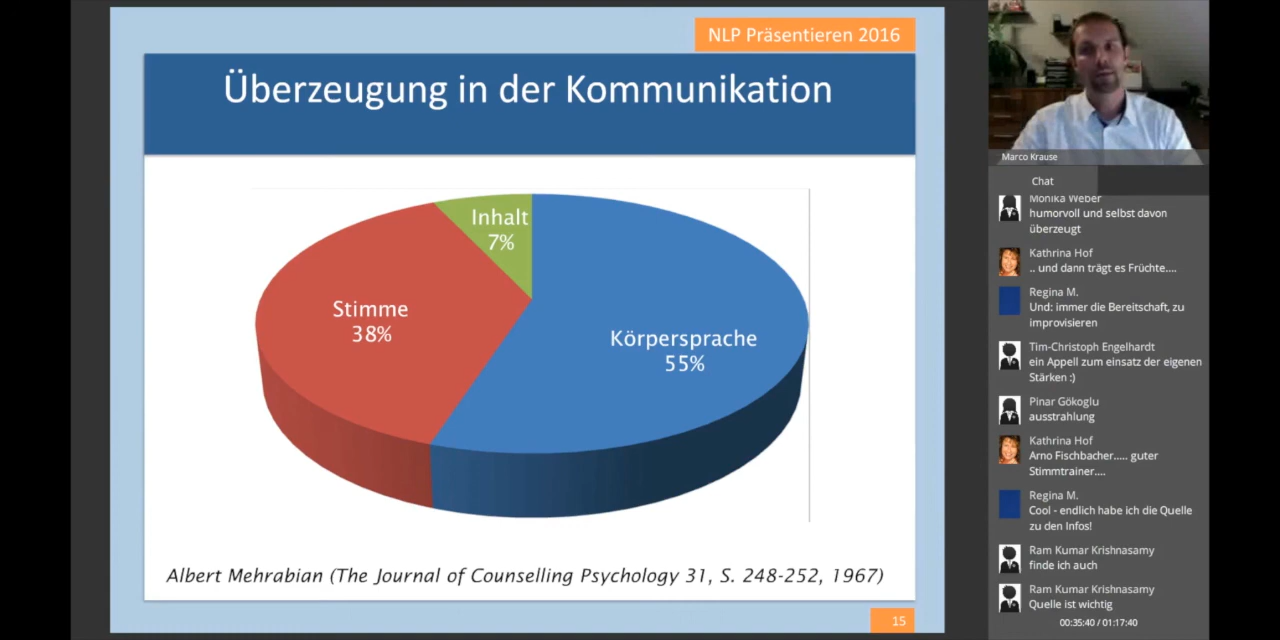 NLP Präsentieren 2016
Überzeugung in der Kommunikation
Inhalt
7%
Stimme
38%
Körpersprache
55%
Albert Mehrabian (The Journal of Counselling Psychology 31, S. 248-252, 1967)
15
Marco Krause
Chat
Monika Weber
humorvoll und selbst davon
überzeugt
Kathrina Hof
.. und dann trägt es Früchte....
Regina M.
Und: immer die Bereitschaft, zu
improvisieren
Tim-Christoph Engelhardt
ein Appell zum einsatz der eigenen
Stärken :)
Pinar Gökoglu
ausstrahlung
Kathrina Hof
Arno Fischbacher..... guter
Stimmtrainer....
Regina M.
Cool - endlich habe ich die Quelle
zu den Infos!
Ram Kumar Krishnasamy
finde ich auch
Ram Kumar Krishnasamy
Quelle ist wichtig
00:35:40 / 01:17:40